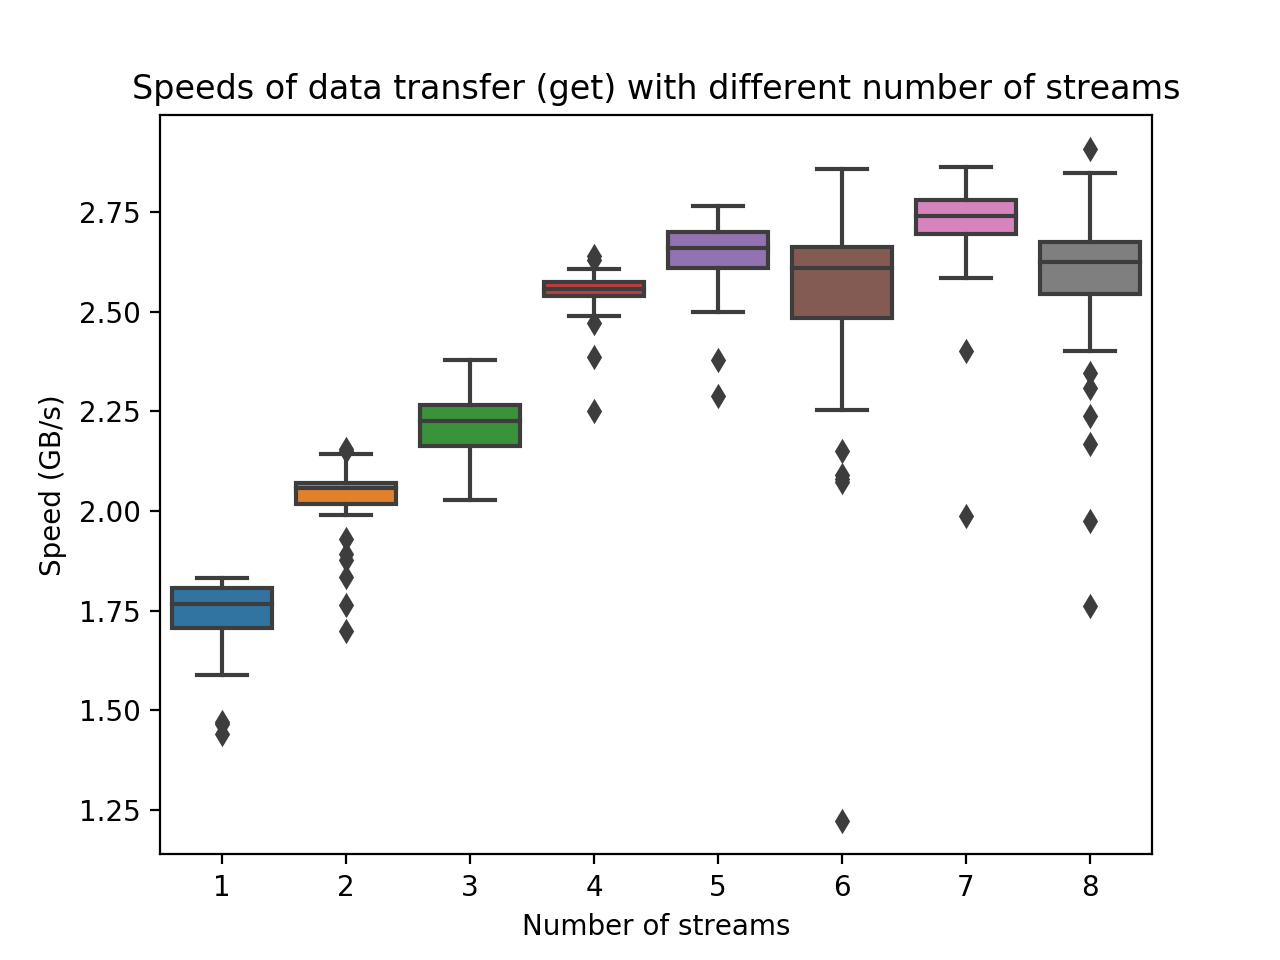 Speeds of data transfer (get) with different number of streams
Speed (GB/s)
2.75
2.50
2.25
2.00
1.75
1.50
1.25
1 2 3 4 5 6 7 8
Number of streams